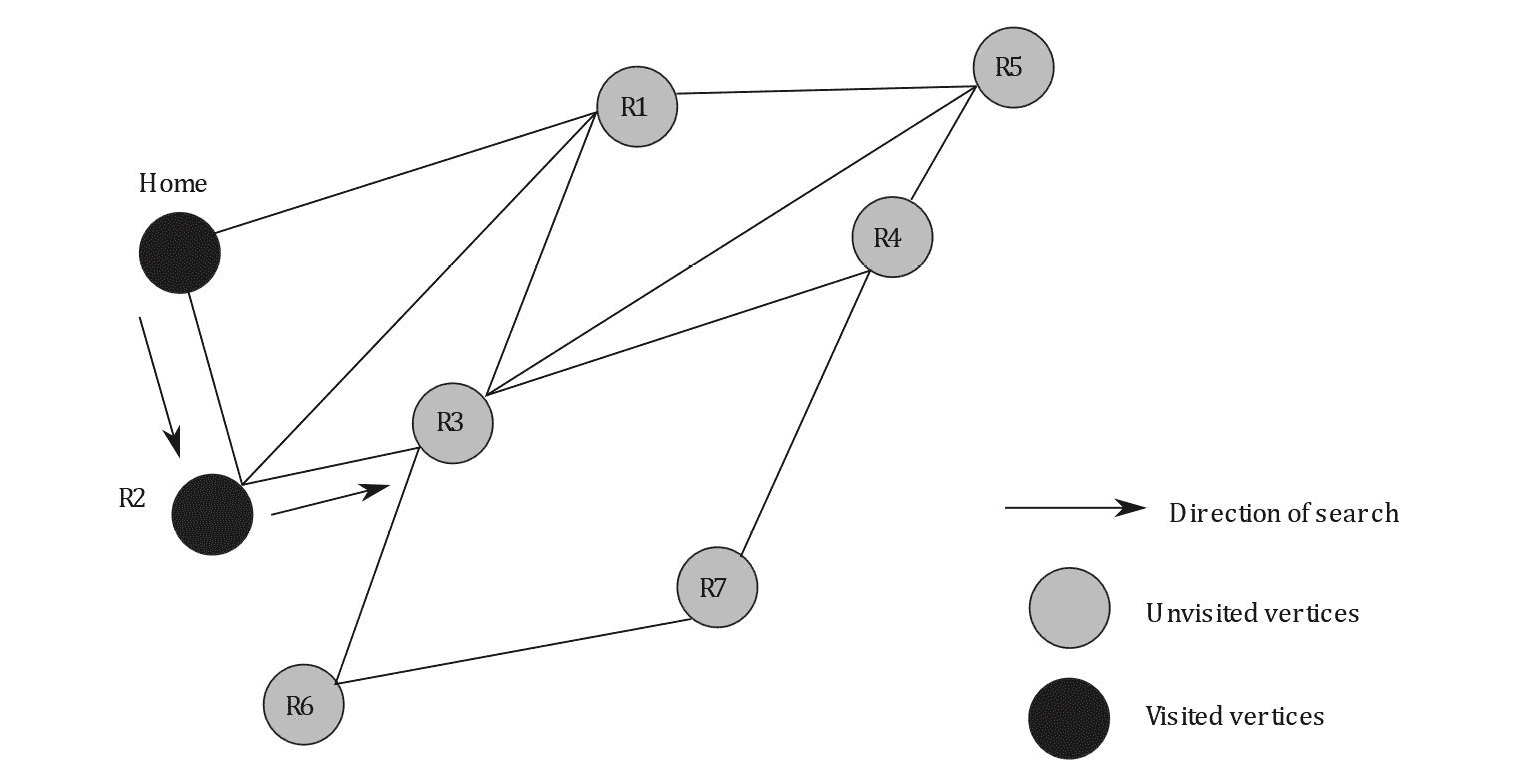 R5
R1
Home
R4
R3
R2
Direction of search
R7
Unvisited vertices
R6
Visited vertices